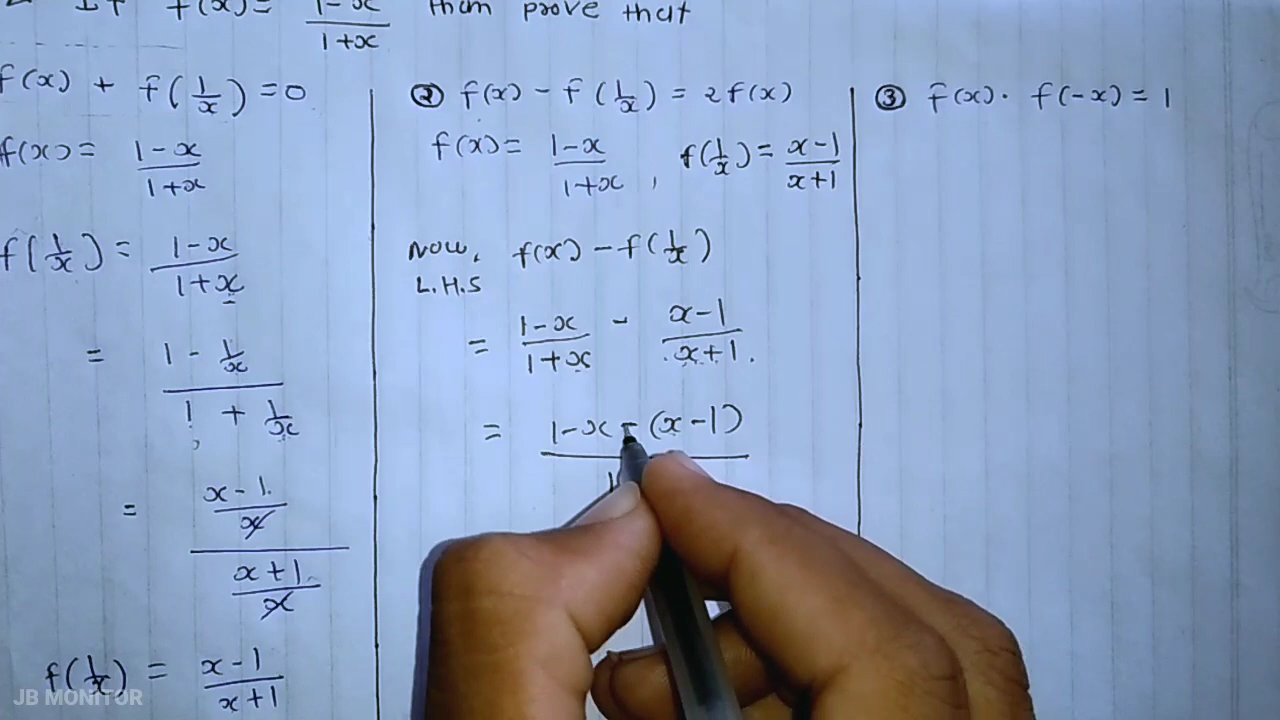 If f(x) = 1-x / 1+x then prove that
f(x) + f(1/x) = 0
f(x) = 1-x / 1+x
f(1/x) = 1-x / 1+x
= 1 - 1/x / 1 + 1/x
= x-1/x / x+1/x
f(1/x) = x-1 / x+1
② f(x) - f(1/x) = 2f(x)
f(x) = 1-x / 1+x , f(1/x) = x-1 / x+1
Now, f(x) - f(1/x)
L.H.S
= 1-x / 1+x - x-1 / x+1
= 1-x - (x-1) / 1
③ f(x) . f(-x) = 1
JB MONITOR